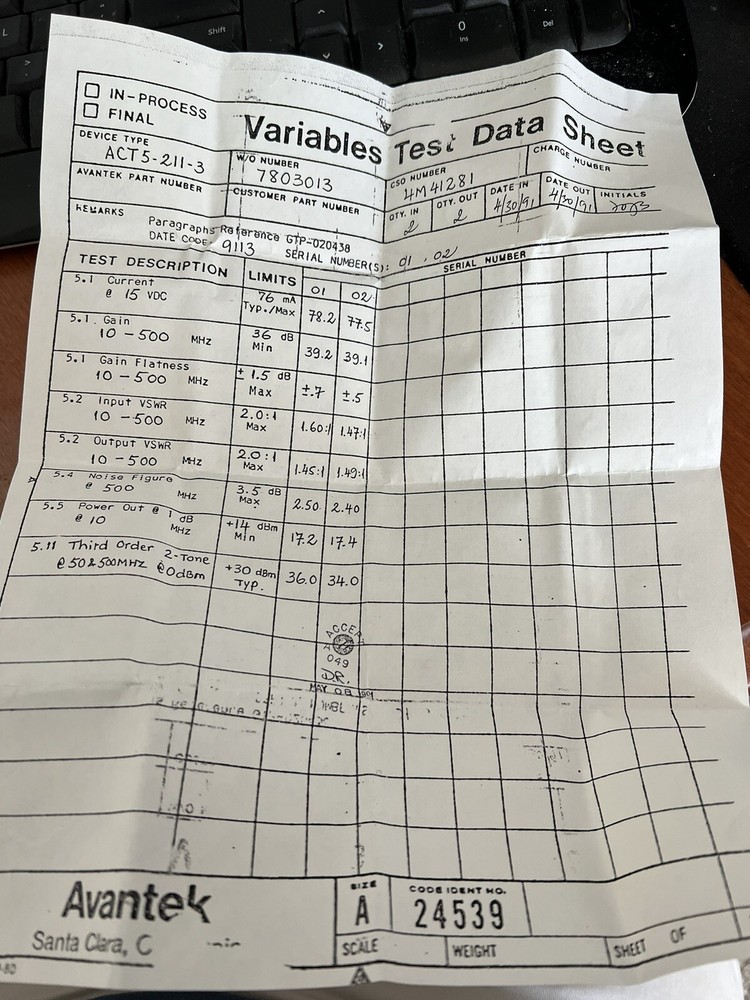 Shift
0
Ins
Del
IN-PROCESS
FINAL
Variables Test Data Sheet
DEVICE TYPE
ACT5-211-3
W/O NUMBER
7803013
CSO NUMBER
4M41281
CHARGE NUMBER
AVANTEK PART NUMBER
CUSTOMER PART NUMBER
QTY. IN
2
QTY. OUT
2
DATE IN
4/30/91
DATE OUT
4/30/91
INITIALS
REMARKS
Paragraphs Reference GTP-020438
DATE CODE: 9113 SERIAL NUMBER(S): 01, 02
TEST DESCRIPTION LIMITS 01 02 SERIAL NUMBER
5.1 Current
@ 15 VDC
76 mA
Typ./Max
78.2 77.5
5.1. Gain
10-500 MHZ
36 dB
Min
39.2 39.1
5.1 Gain Flatness
10-500 MHZ
± 1.5 dB
Max
±.7 ±.5
5.2 Input VSWR
10-500 MHZ
2.0:1
Max
1.60:1 1.47:1
5.2 Output VSWR
10-500 MHZ
2.0:1
Max
1.45:1 1.49:1
5.4 Noise Figure
@ 500 MHZ
3.5 dB
Max
2.50 2.40
5.5 Power Out @ 1 dB
@ 10 MHZ
+14 dBm
Min
17.2 17.4
5.11 Third Order 2-Tone
@ 50&500MHZ @0dBm
+30 dBm
Typ.
36.0 34.0
ACCEPT
049
D.R.
MAY 08 1991
Avantek
Santa Clara, C
SIZE
A
CODE IDENT NO.
24539
SCALE
WEIGHT
SHEET OF
-80